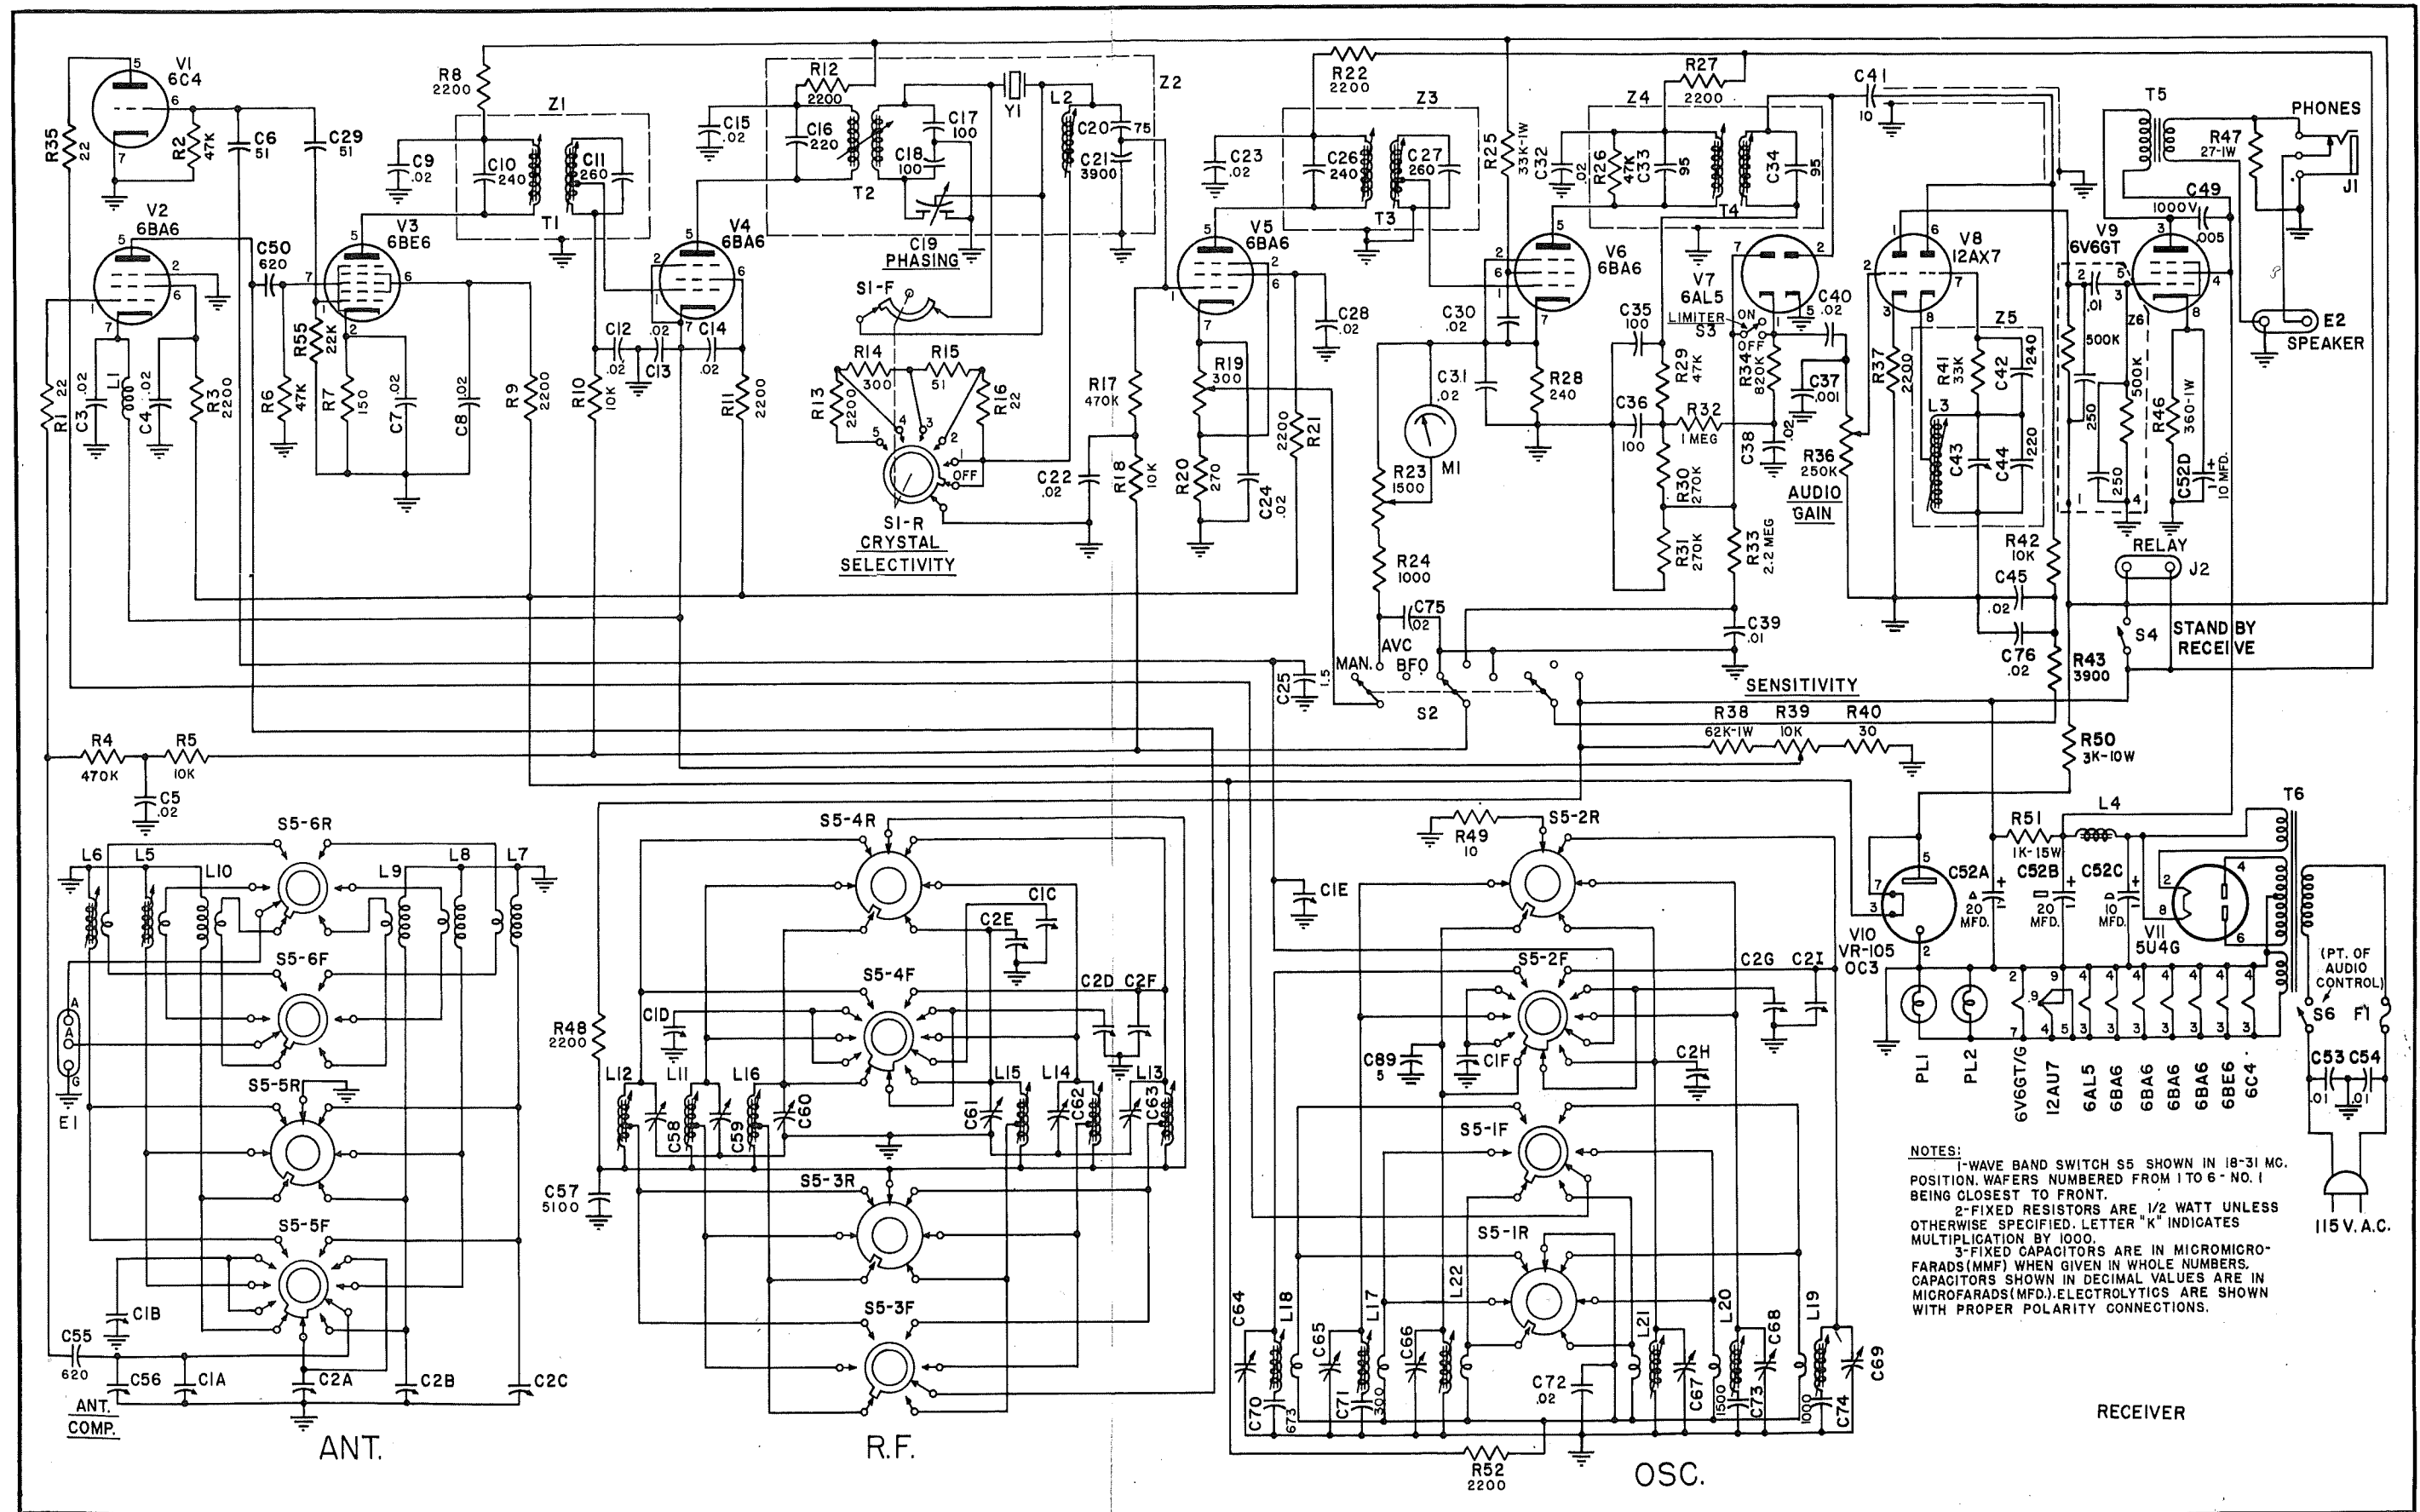 V1
6C4
R35
22
R2
47K
C6
51
C29
51
R8
2200
Z1
C9
.02
C10
240
C11
260
T1
C15
.02
R12
2200
C16
220
T2
C17
100
C18
100
Y1
L2
C20
75
C21
3900
Z2
C19
PHASING
R22
2200
Z3
C23
.02
C26
240
C27
260
T3
R25
33K-1W
Z4
R27
2200
C32
.02
R26
47K
C33
95
C34
95
T4
C41
10
T5
PHONES
R47
27-1W
J1
C49
1000V
.005
V2
6BA6
C50
620
V3
6BE6
V4
6BA6
V5
6BA6
V6
6BA6
V7
6AL5
LIMITER
ON
OFF
S3
V8
12AX7
V9
6V6GT
E2
SPEAKER
R1
22
C3
.02
L1
C4
.02
R3
2200
R6
47K
R55
22K
R7
150
C7
.02
C8
.02
R9
2200
R10
10K
C12
.02
C13
.02
C14
.02
R11
2200
S1-F
R13
2200
R14
300
R15
51
R16
22
5
4
3
2
1
OFF
S1-R
CRYSTAL
SELECTIVITY
R17
470K
R18
10K
C22
.02
R19
300
R20
270
C24
.02
R21
2200
C28
.02
C30
.02
C31
.02
M1
R23
1500
R24
1000
R28
240
C35
100
C36
100
R29
47K
R32
1 MEG
R30
270K
R31
270K
R33
2.2 MEG
R34
820K
C38
.02
C40
.02
C37
.001
R36
250K
AUDIO
GAIN
R37
2200
Z5
R41
33K
C42
240
L3
C43
C44
220
Z6
.01
500K
250
500K
250
R46
360-1W
C52D
10 MFD.
RELAY
J2
R42
10K
C45
.02
C76
.02
R43
3900
S4
STAND BY
RECEIVE
C75
.02
C39
.01
C25
1.5
MAN.
AVC
BFO
S2
SENSITIVITY
R38
62K-1W
R39
10K
R40
30
R50
3K-10W
R4
470K
R5
10K
C5
.02
S5-6R
L6
L5
L10
L9
L8
L7
S5-6F
A
A
G
E1
S5-5R
S5-5F
C1B
C55
620
C56
C1A
C2A
C2B
C2C
ANT.
COMP.
ANT.
S5-4R
C2E
C1C
S5-4F
C2D
C2F
C1D
R48
2200
L12
L11
L16
L15
L14
L13
C58
C59
C60
C61
C62
C63
C57
5100
S5-3R
S5-3F
R.F.
R49
10
S5-2R
C1E
S5-2F
C2G
C2I
C89
5
C1F
C2H
S5-1F
S5-1R
C64
L18
C65
L17
C66
L22
L21
C67
L20
C68
L19
C69
C70
673
C71
300
C72
.02
1500
C73
1000
C74
R52
2200
OSC.
R51
1K-15W
L4
T6
C52A
20
MFD.
C52B
20
MFD.
C52C
10
MFD.
V10
VR-105
OC3
V11
5U4G
(PT. OF
AUDIO
CONTROL)
S6
F1
C53
.01
C54
.01
PL1
PL2
6V6GT/G
12AU7
6AL5
6BA6
6BA6
6BA6
6BA6
6BE6
6C4
115 V. A.C.
NOTES:
1-WAVE BAND SWITCH S5 SHOWN IN 18-31 MC.
POSITION. WAFERS NUMBERED FROM 1 TO 6 - NO. 1
BEING CLOSEST TO FRONT.
2-FIXED RESISTORS ARE 1/2 WATT UNLESS
OTHERWISE SPECIFIED. LETTER "K" INDICATES
MULTIPLICATION BY 1000.
3-FIXED CAPACITORS ARE IN MICROMICRO-
FARADS(MMF) WHEN GIVEN IN WHOLE NUMBERS.
CAPACITORS SHOWN IN DECIMAL VALUES ARE IN
MICROFARADS(MFD.). ELECTROLYTICS ARE SHOWN
WITH PROPER POLARITY CONNECTIONS.
RECEIVER